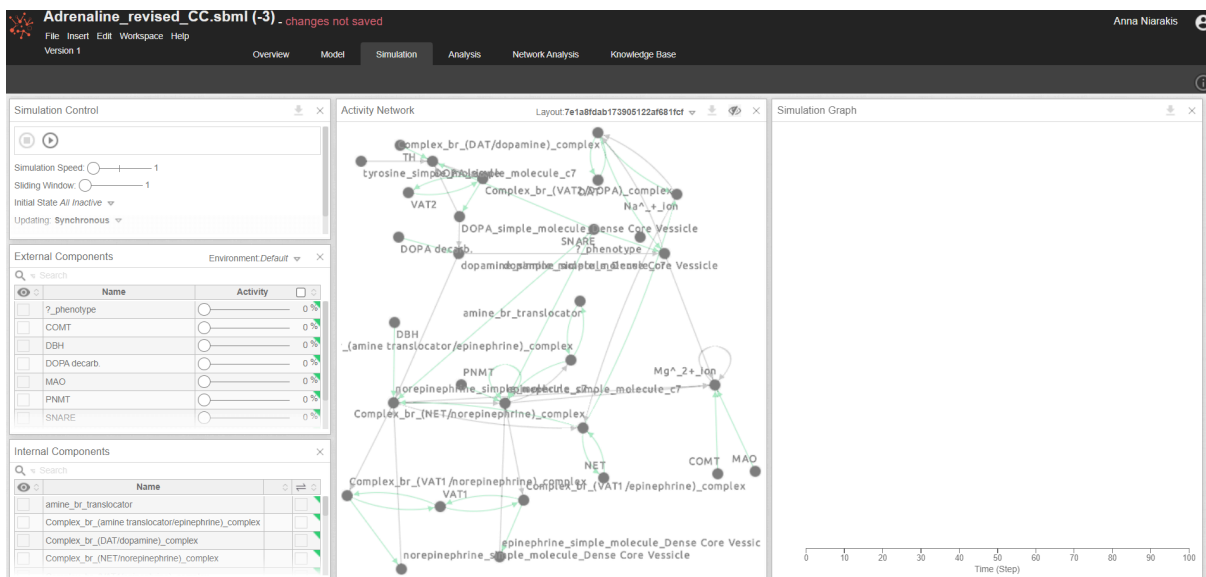 Adrenaline_revised_CC.sbml (-3) - changes not saved
Anna Niarakis
File Insert Edit Workspace Help
Version 1
Overview Model Simulation Analysis Network Analysis Knowledge Base
Simulation Control
Simulation Speed: 1
Sliding Window: 1
Initial State All Inactive
Updating: Synchronous
External Components Environment:Default
Search
Name Activity
?_phenotype 0 %
COMT 0 %
DBH 0 %
DOPA decarb. 0 %
MAO 0 %
PNMT 0 %
SNARE 0 %
Internal Components
Search
Name
amine_br_translocator
Complex_br_(amine translocator/epinephrine)_complex
Complex_br_(DAT/dopamine)_complex
Complex_br_(NET/norepinephrine)_complex
Activity Network Layout:7e1a8fdab173905122af681fcf
complex_br_(DAT/dopamine)_complex
TH
tyrosine_simple_molecule_c7
Complex_br_(VAT2/DOPA)_complex
VAT2
Na^_+_ion
DOPA_simple_molecule_Dense Core Vessicle
SNARE
DOPA decarb.
?_phenotype
amine_br_translocator
DBH
_(amine translocator/epinephrine)_complex
PNMT
Mg^_2+_ion
norepinephrine_simple_molecule_c7
Complex_br_(NET/norepinephrine)_complex
NET
COMT
MAO
Complex_br_(VAT1/norepinephrine)_complex
Complex_br_(VAT1/epinephrine)_complex
VAT1
epinephrine_simple_molecule_Dense Core Vessic
norepinephrine_simple_molecule_Dense Core Vessicle
Simulation Graph
0 10 20 30 40 50 60 70 80 90 100
Time (Step)